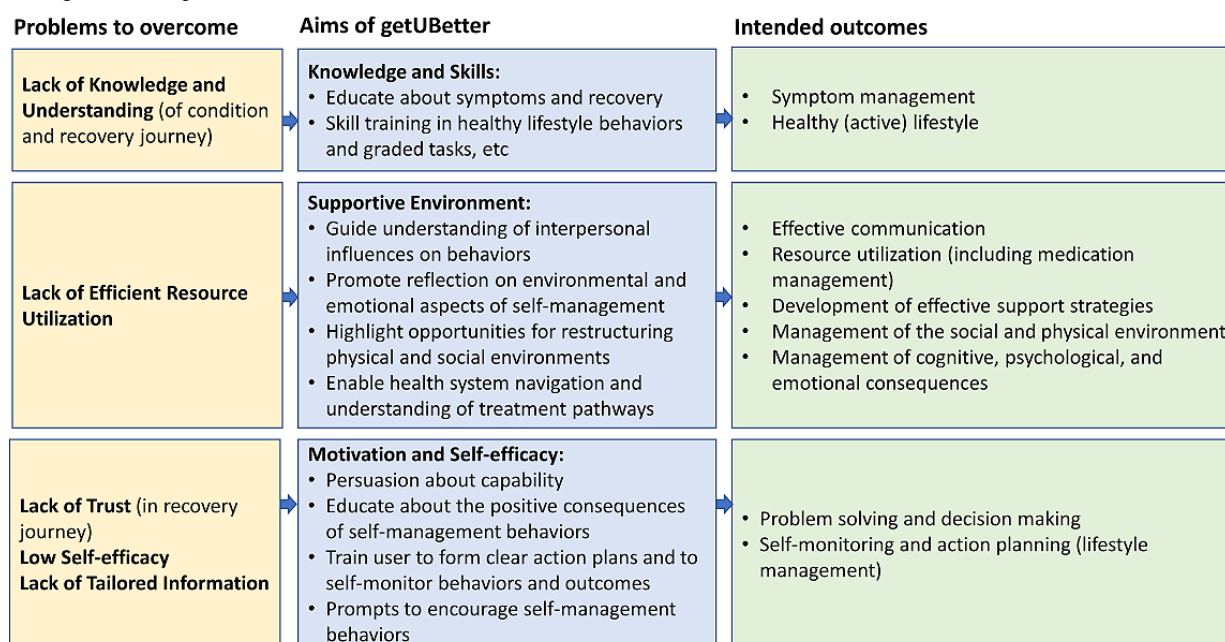 Problems to overcome
Aims of getUBetter
Intended outcomes
Lack of Knowledge and
Understanding (of condition
and recovery journey)
Knowledge and Skills:
• Educate about symptoms and recovery
• Skill training in healthy lifestyle behaviors
and graded tasks, etc
• Symptom management
• Healthy (active) lifestyle
Lack of Efficient Resource
Utilization
Supportive Environment:
• Guide understanding of interpersonal
influences on behaviors
• Promote reflection on environmental and
emotional aspects of self-management
• Highlight opportunities for restructuring
physical and social environments
• Enable health system navigation and
understanding of treatment pathways
• Effective communication
• Resource utilization (including medication
management)
• Development of effective support strategies
• Management of the social and physical environment
• Management of cognitive, psychological, and
emotional consequences
Lack of Trust (in recovery
journey)
Low Self-efficacy
Lack of Tailored Information
Motivation and Self-efficacy:
• Persuasion about capability
• Educate about the positive consequences
of self-management behaviors
• Train user to form clear action plans and to
self-monitor behaviors and outcomes
• Prompts to encourage self-management
behaviors
• Problem solving and decision making
• Self-monitoring and action planning (lifestyle
management)